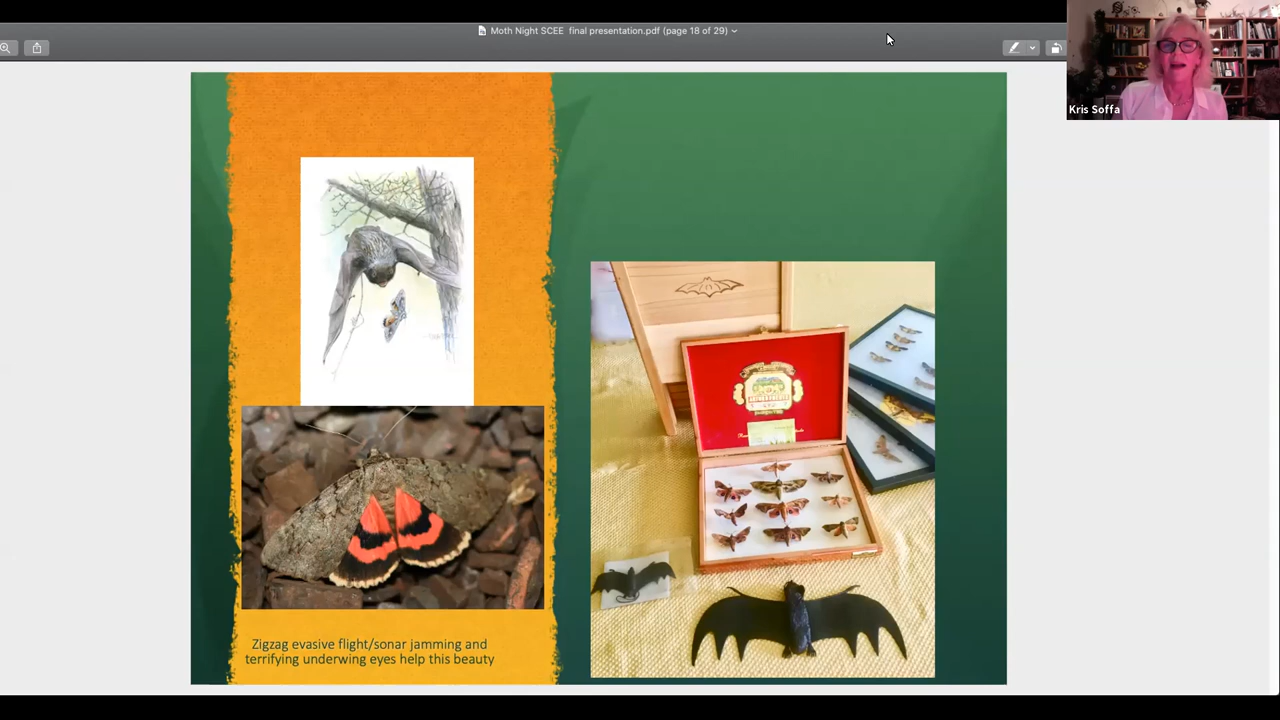 Moth Night SCEE final presentation.pdf (page 18 of 29)
Kris Soffa
Zigzag evasive flight/sonar jamming and
terrifying underwing eyes help this beauty